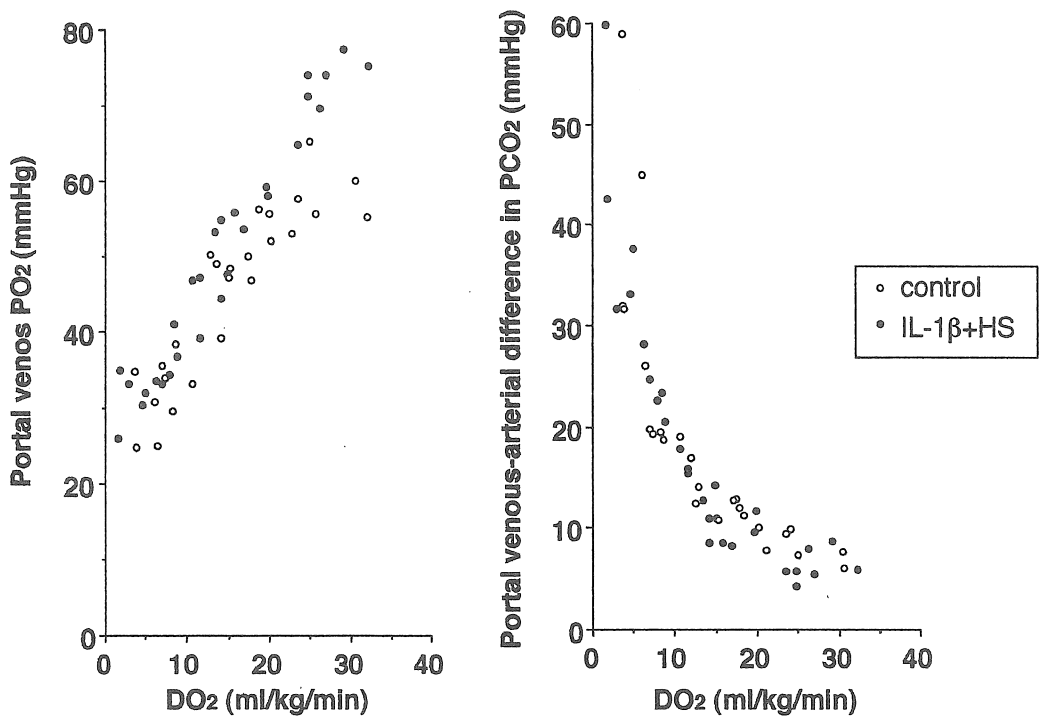 Portal venos PO2 (mmHg)
80
60
40
20
0
0 10 20 30 40
DO2 (ml/kg/min)
Portal venous-arterial difference in PCO2 (mmHg)
60
50
40
30
20
10
0
0 10 20 30 40
DO2 (ml/kg/min)
control
IL-1β+HS